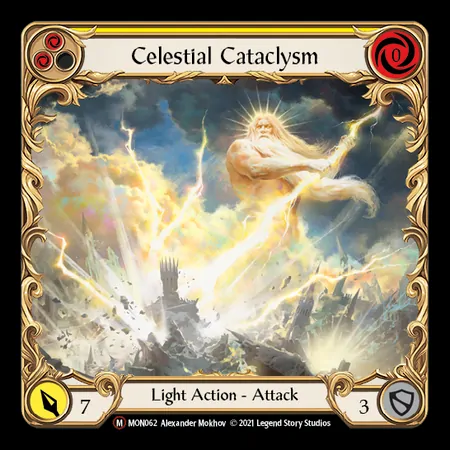 Celestial Cataclysm
0
Light Action - Attack
7
3
M MON062 Alexander Mokhov © 2021 Legend Story Studios